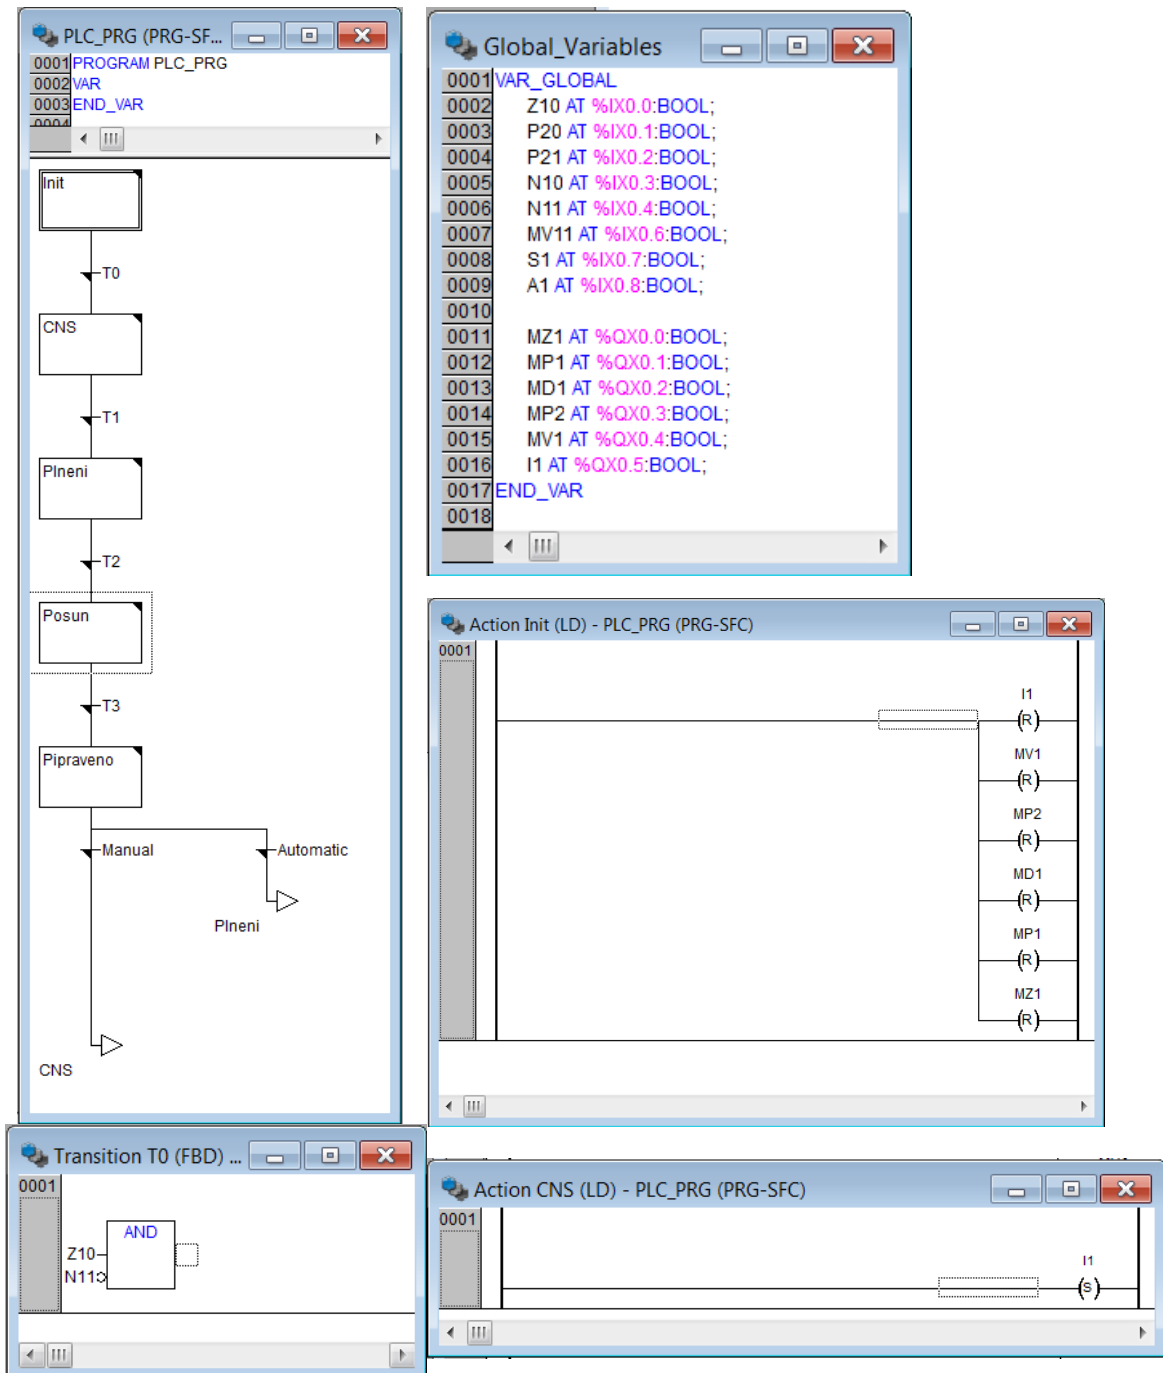 PLC_PRG (PRG-SF...
0001 PROGRAM PLC_PRG
0002 VAR
0003 END_VAR
0004
Init
T0
CNS
T1
Plneni
T2
Posun
T3
Pipraveno
Manual
Automatic
Plneni
CNS
Global_Variables
0001 VAR_GLOBAL
0002 Z10 AT %IX0.0:BOOL;
0003 P20 AT %IX0.1:BOOL;
0004 P21 AT %IX0.2:BOOL;
0005 N10 AT %IX0.3:BOOL;
0006 N11 AT %IX0.4:BOOL;
0007 MV11 AT %IX0.6:BOOL;
0008 S1 AT %IX0.7:BOOL;
0009 A1 AT %IX0.8:BOOL;
0010
0011 MZ1 AT %QX0.0:BOOL;
0012 MP1 AT %QX0.1:BOOL;
0013 MD1 AT %QX0.2:BOOL;
0014 MP2 AT %QX0.3:BOOL;
0015 MV1 AT %QX0.4:BOOL;
0016 I1 AT %QX0.5:BOOL;
0017 END_VAR
0018
Action Init (LD) - PLC_PRG (PRG-SFC)
0001
I1
(R)
MV1
(R)
MP2
(R)
MD1
(R)
MP1
(R)
MZ1
(R)
Transition T0 (FBD) ...
0001
AND
Z10
N11
Action CNS (LD) - PLC_PRG (PRG-SFC)
0001
I1
(S)